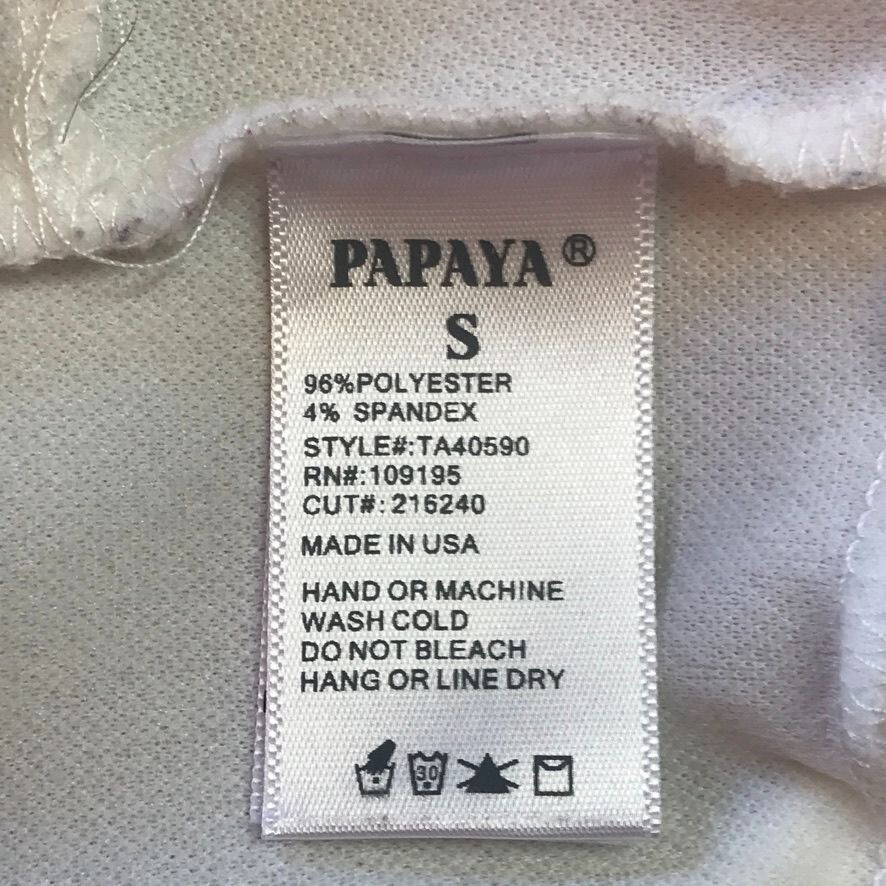 PAPAYA®
S
96%POLYESTER
4% SPANDEX
STYLE#:TA40590
RN#:109195
CUT#:216240
MADE IN USA
HAND OR MACHINE
WASH COLD
DO NOT BLEACH
HANG OR LINE DRY
30